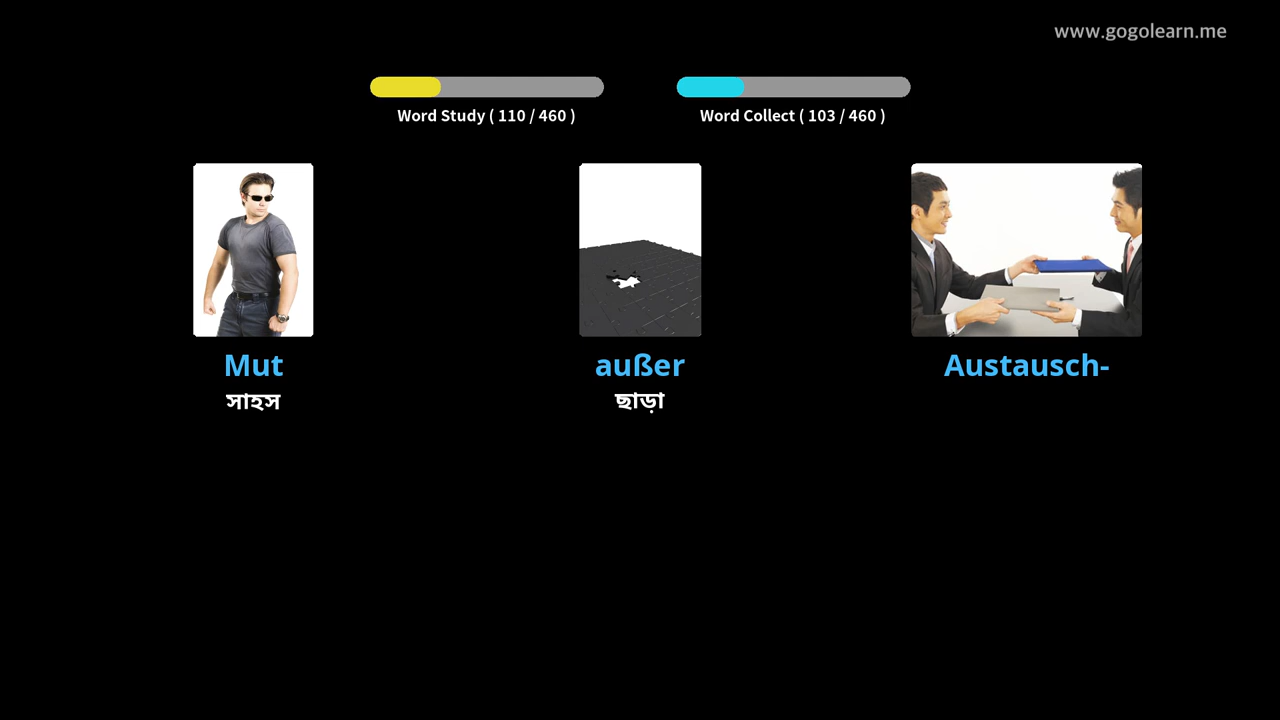 www.gogolearn.me
Word Study ( 110 / 460 )
Word Collect ( 103 / 460 )
Mut
সাহস
außer
ছাড়া
Austausch-